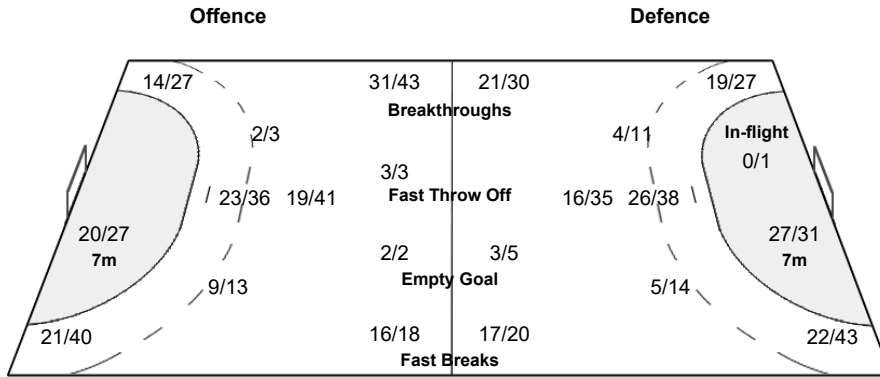 Offence Defence
14/27 31/43 21/30 19/27
Breakthroughs
2/3 4/11 In-flight
0/1
3/3
23/36 19/41 Fast Throw Off 16/35 26/38
20/27 27/31
7m 7m
2/2 3/5
Empty Goal
9/13 5/14
21/40 16/18 17/20 22/43
Fast Breaks